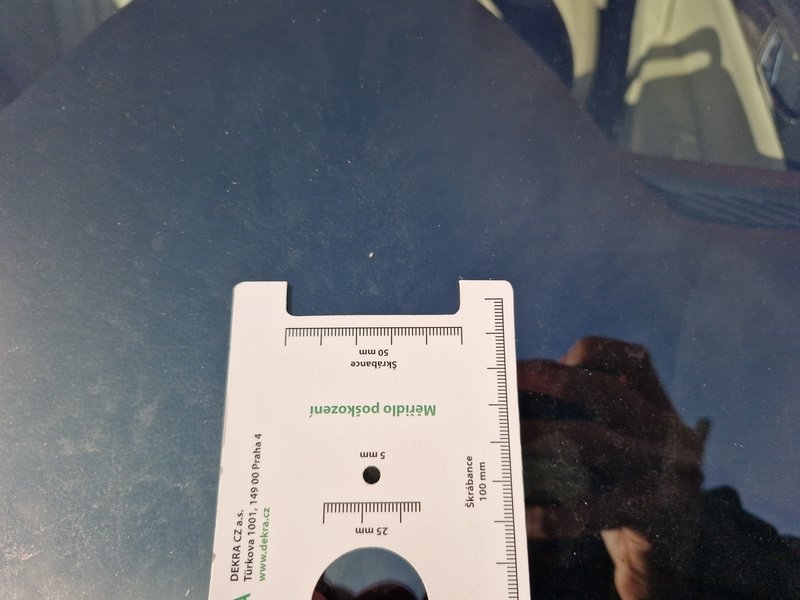 50 mm
Škrábance
Měřidlo poškození
5 mm
25 mm
Škrábance
100 mm
DEKRA CZ a.s.
Türkova 1001, 149 00 Praha 4
www.dekra.cz
A